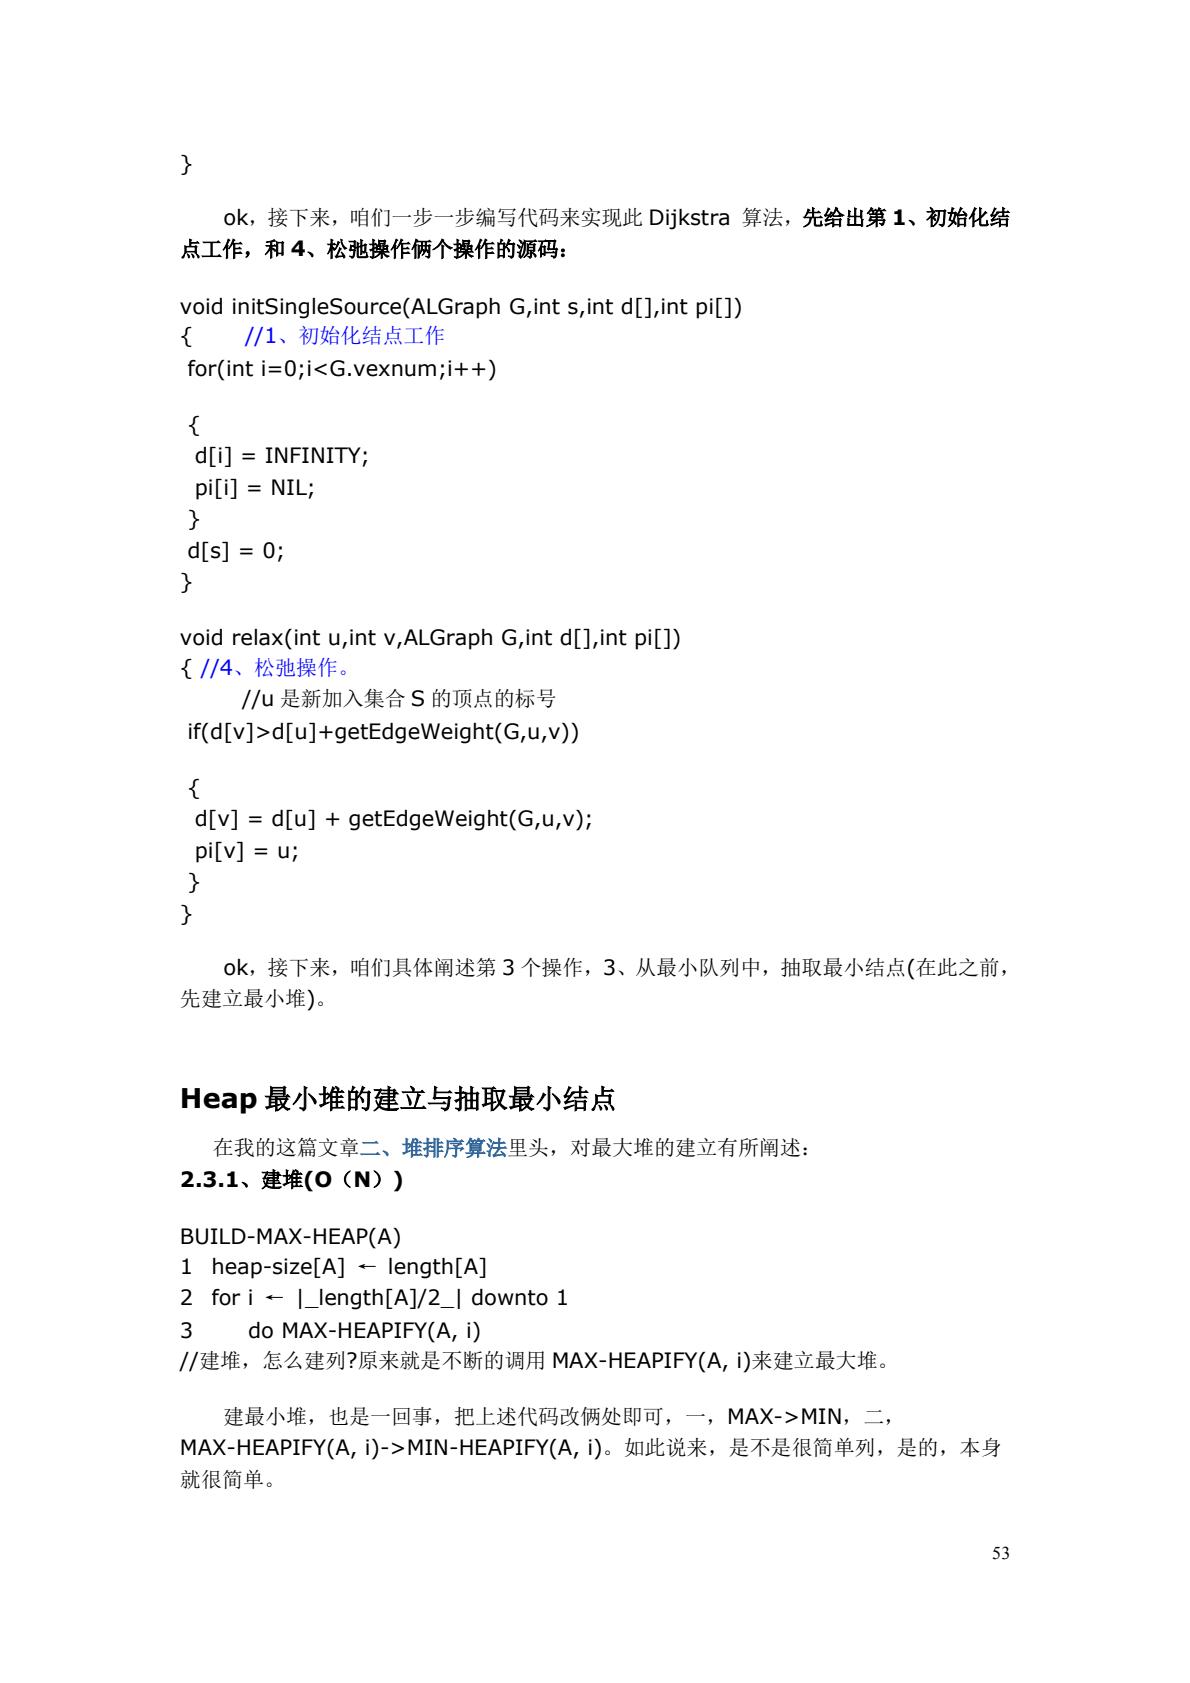 }
ok，接下来，咱们一步一步编写代码来实现此 Dijkstra 算法，先给出第 1、初始化结
点工作，和 4、松弛操作俩个操作的源码：
void initSingleSource(ALGraph G,int s,int d[],int pi[])
{ //1、初始化结点工作
for(int i=0;i<G.vexnum;i++)
{
d[i] = INFINITY;
pi[i] = NIL;
}
d[s] = 0;
}
void relax(int u,int v,ALGraph G,int d[],int pi[])
{ //4、松弛操作。
//u 是新加入集合 S 的顶点的标号
if(d[v]>d[u]+getEdgeWeight(G,u,v))
{
d[v] = d[u] + getEdgeWeight(G,u,v);
pi[v] = u;
}
}
ok，接下来，咱们具体阐述第 3 个操作，3、从最小队列中，抽取最小结点(在此之前，
先建立最小堆)。
Heap 最小堆的建立与抽取最小结点
在我的这篇文章二、堆排序算法里头，对最大堆的建立有所阐述：
2.3.1、建堆(O（N）)
BUILD-MAX-HEAP(A)
1 heap-size[A] ← length[A]
2 for i ← |_length[A]/2_| downto 1
3 do MAX-HEAPIFY(A, i)
//建堆，怎么建列?原来就是不断的调用 MAX-HEAPIFY(A, i)来建立最大堆。
建最小堆，也是一回事，把上述代码改俩处即可，一，MAX->MIN，二，
MAX-HEAPIFY(A, i)->MIN-HEAPIFY(A, i)。如此说来，是不是很简单列，是的，本身
就很简单。
53